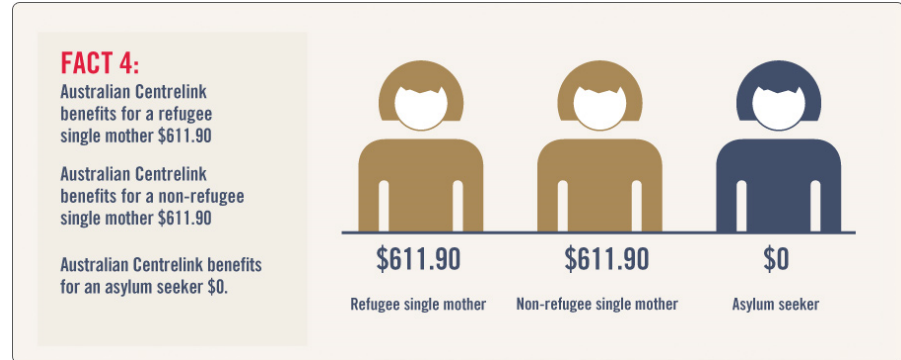 FACT 4:
Australian Centrelink
benefits for a refugee
single mother $611.90
Australian Centrelink
benefits for a non-refugee
single mother $611.90
Australian Centrelink benefits
for an asylum seeker $0.
$611.90
$611.90
$0
Refugee single mother
Non-refugee single mother
Asylum seeker